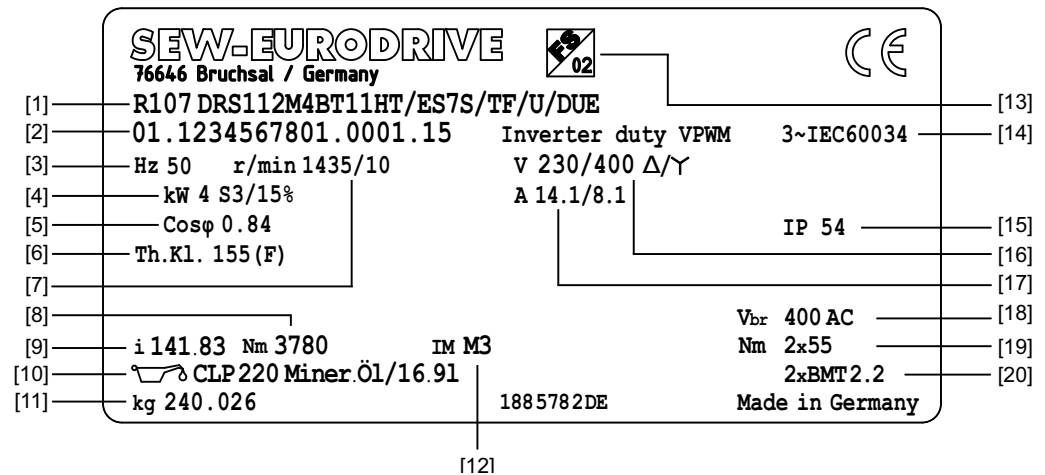 SEW-EURODRIVE FS 02 CE
76646 Bruchsal / Germany
[1] R107 DRS112M4BT11HT/ES7S/TF/U/DUE [13]
[2] 01.1234567801.0001.15 Inverter duty VPWM 3~IEC60034 [14]
[3] Hz 50 r/min 1435/10 V 230/400 Δ/Y
[4] kW 4 S3/15% A 14.1/8.1
[5] Cosφ 0.84 IP 54 [15]
[6] Th.Kl. 155(F) [16]
[7] [17]
[8] Vbr 400 AC [18]
[9] i 141.83 Nm 3780 IM M3 Nm 2x55 [19]
[10] CLP 220 Miner.Öl/16.9l 2xBMT2.2 [20]
[11] kg 240.026 1885782DE Made in Germany
[12]